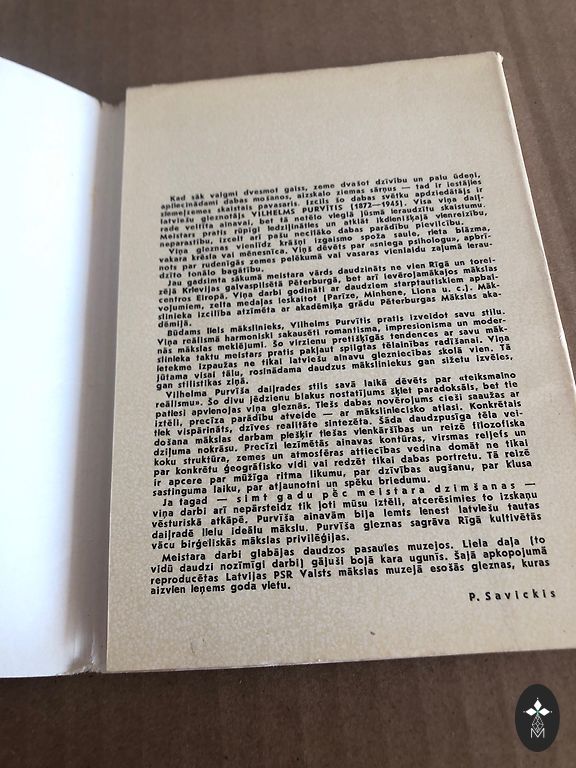 Kad sāk valgmi dvesmot gaiss, zeme dvašot dzīvību un palu ūdeņi,
apliecinādami dabas mošanos, aizskalo ziemas sārņus — tad ir iestājies
ziemeļzemes skaistais pavasaris. Izcils šo dabas svētku apdziedātājs ir
latviešu gleznotājs VILHELMS PURVĪTIS (1872—1945). Visa viņa daiļ-
rade veltīta ainavai, bet tā netēlo vieglā jūsmā ieraudzītu skaistumu.
Meistars pratis rūpīgi iedziļināties un atklāt ikdienišķajā vienreizību,
neparastību, izcelt arī pašu necilāko dabas parādību pievilcību.
Viņa gleznas vienlīdz krāšņi izgaismo spoža saule, rieta blāzma,
vakara krēsla vai mēnesnīca. Viņš dēvēts par «sniega psihologu», apbrī-
nots par rudenīgās zemes pelēkumā vai vasaras vienlaidu zaļumā ierau-
dzīto tonālo bagātību.
Jau gadsimta sākumā meistara vārds daudzināts ne vien Rīgā un torei-
zējā Krievijas galvaspilsētā Pēterburgā, bet arī ievērojamākajos mākslas
centros Eiropā. Viņa darbi godināti ar daudziem starptautiskiem apbal-
vojumiem, zelta medaļas ieskaitot (Parīze, Minhene, Liona u. c.). Māk-
slinieka izcilība atzīmēta ar akadēmiķa grādu Pēterburgas Mākslas aka-
dēmijā.
Būdams liels mākslinieks, Vilhelms Purvītis pratis izveidot savu stilu.
Viņa reālismā harmoniski sakausēti romantisma, impresionisma un moder-
nās mākslas meklējumi. Šo virzienu pretišķīgās tendences ar savu māk-
slinieka taktu meistars pratis pakļaut spilgtas tēlainības radīšanai. Viņa
ietekme izpaužas ne tikai latviešu ainavu glezniecības skolā vien. Tā
jūtama visai tālu, rosinādama daudzus māksliniekus gan sižetu izvēles,
gan stilistikas ziņā.
Vilhelma Purvīša daiļrades stils savā laikā dēvēts par «teiksmaino
reālismu». Šo divu jēdzienu blakus nostatījums šķiet paradoksāls, bet tie
patiesi apvienojas viņa gleznās. Tiešs dabas novērojums cieši saaužas ar
iztēli, precīza parādību atveide — ar māksliniecisko atlasi. Konkrētais
tiek vispārināts, dzīves realitāte sintezēta. Šāda daudzpusīga tēla vei-
došana mākslas darbam piešķir tiešas vienkāršības un reizē filozofiska
dziļuma nokrāsu. Precīzi iezīmētās ainavas kontūras, virsmas reljefs un
koku struktūra, zemes un atmosfēras attiecības vedina domāt ne tikai
par konkrētu ģeogrāfisko vidi vai redzēt tikai dabas portretu. Tā reizē
ir apcere par mūžīga ritma likumu, par dzīvības augšanu, par klusa
sastinguma laiku, par atjaunotni un spēku briedumu.
Ja tagad — simt gadu pēc meistara dzimšanas —
viņa darbi arī nepārsteidz tik ļoti mūsu iztēli, atcerēsimies to izskaņu
vēsturiskā atkāpē. Purvīša ainavām bija lemts ienest latviešu tautas
daiļradē lielu ideālu mākslu. Purvīša gleznas sagrāva Rīgā kultivētās
vācu birģeliskās mākslas privilēģijas.
Meistara darbi glabājas daudzos pasaules muzejos. Liela daļa (to
vidū daudzi nozīmīgi darbi) gājuši bojā kara ugunīs. Šajā apkopojumā
reproducētas Latvijas PSR Valsts mākslas muzejā esošās gleznas, kuras
aizvien ieņems goda vietu.
P. Savickis
M